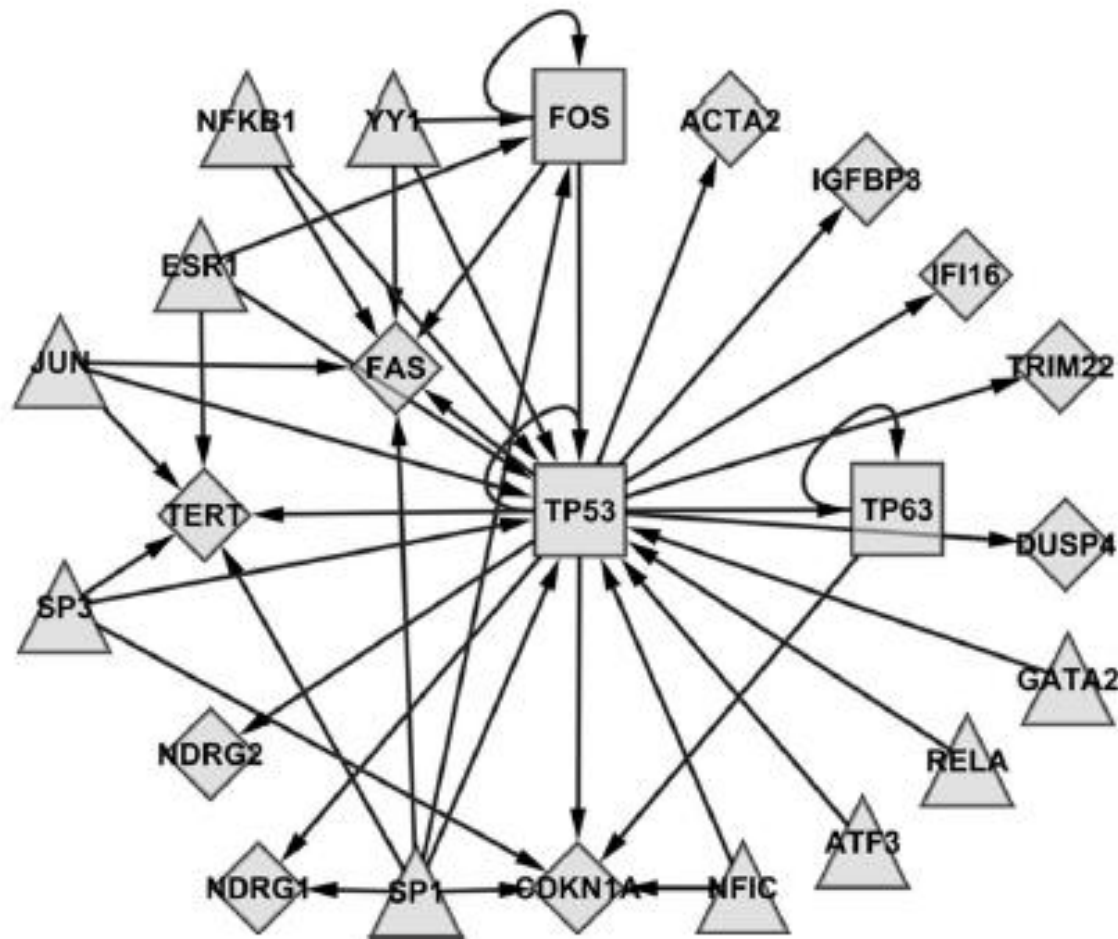 FOS
NFKB1
YY1
ACTA2
IGFBP3
ESR1
IFI16
JUN
FAS
TRIM22
TERT
TP53
TP63
DUSP4
SP3
GATA2
NDRG2
RELA
ATF3
NDRG1
SP1
CDKN1A
NFIC